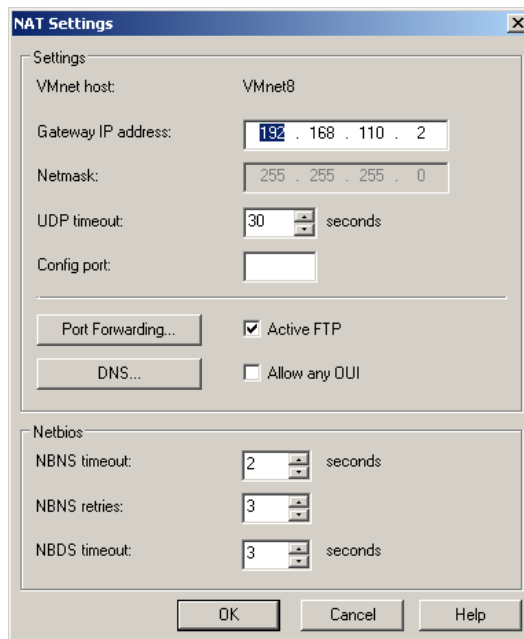 NAT Settings
Settings
VMnet host: VMnet8
Gateway IP address: 192 . 168 . 110 . 2
Netmask: 255 . 255 . 255 . 0
UDP timeout: 30 seconds
Config port:
Port Forwarding... Active FTP
DNS... Allow any OUI
Netbios
NBNS timeout: 2 seconds
NBNS retries: 3
NBDS timeout: 3 seconds
OK Cancel Help